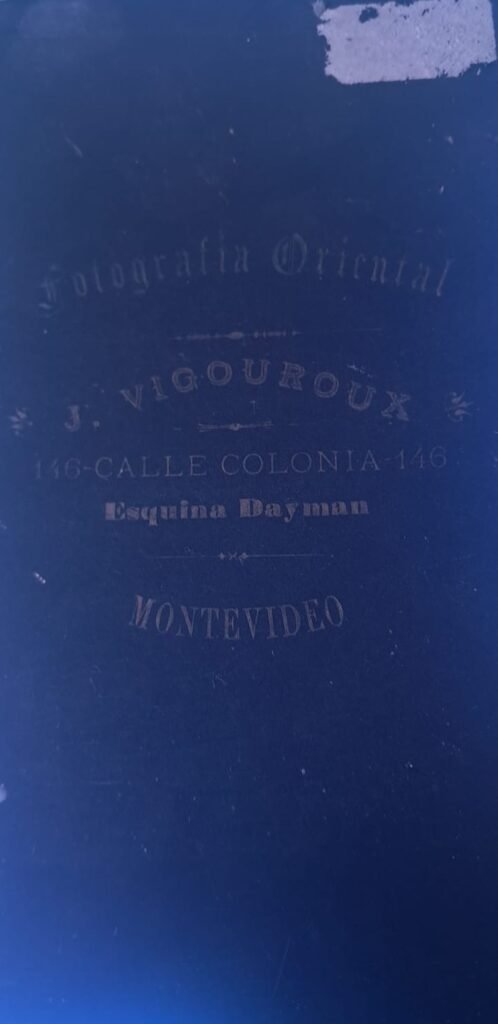 Fotografia Oriental
J. VIGOUROUX
146-CALLE COLONIA-146
Esquina Dayman
MONTEVIDEO